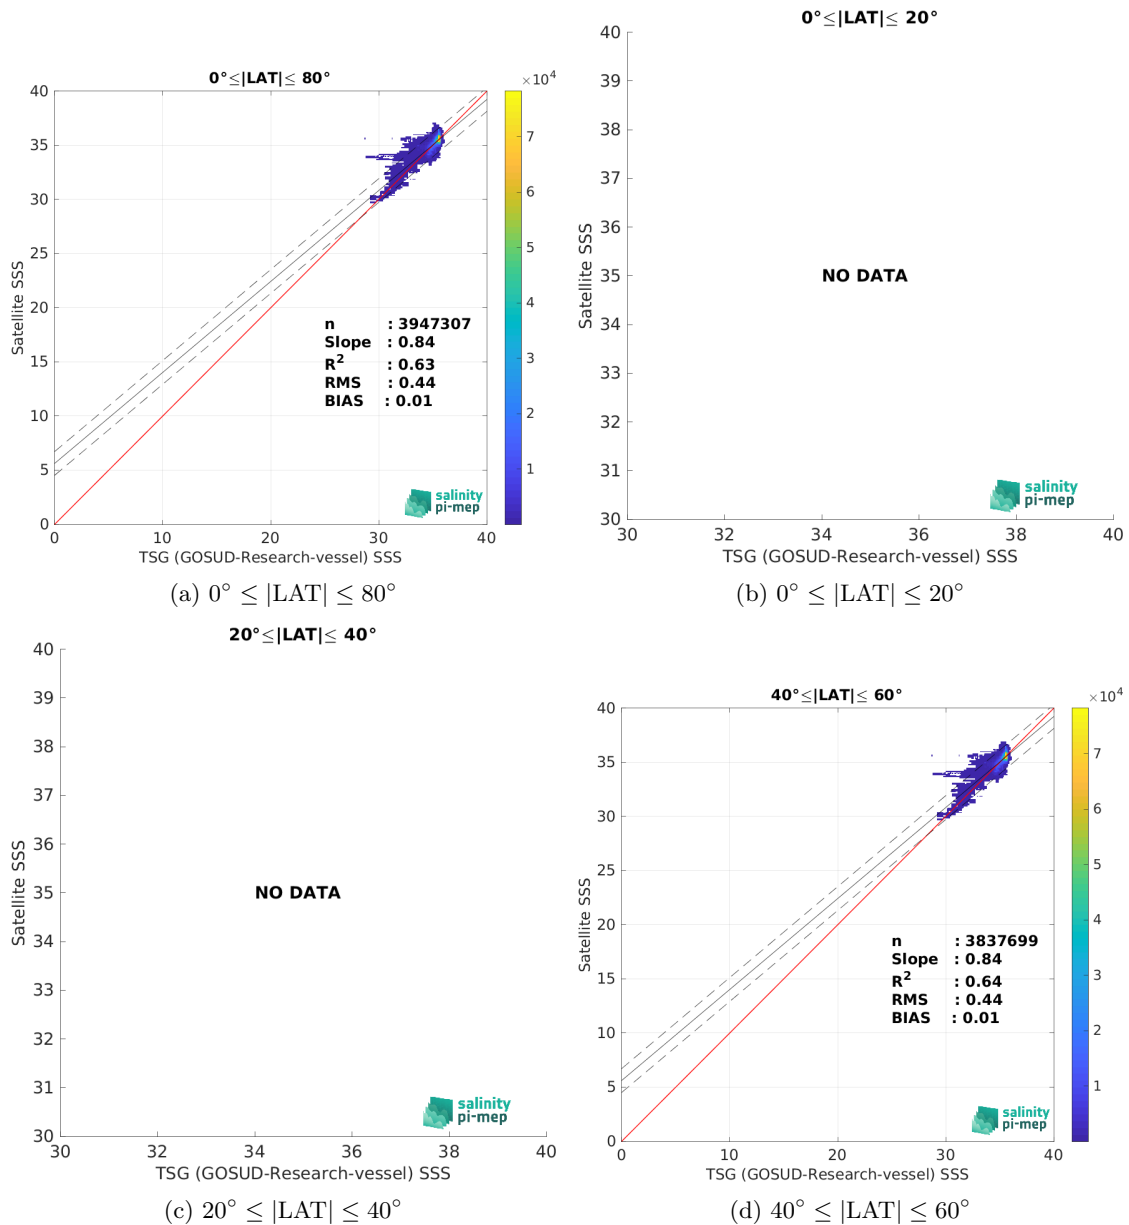 0°≤|LAT|≤ 80°
×10⁴
Satellite SSS
40
35
30
25
20
15
10
5
0
7
6
5
4
3
2
1
n : 3947307
Slope : 0.84
R² : 0.63
RMS : 0.44
BIAS : 0.01
salinity
pi-mep
0 10 20 30 40
TSG (GOSUD-Research-vessel) SSS
(a) 0° ≤ |LAT| ≤ 80°
0°≤|LAT|≤ 20°
Satellite SSS
40
39
38
37
36
35
34
33
32
31
30
NO DATA
salinity
pi-mep
30 32 34 36 38 40
TSG (GOSUD-Research-vessel) SSS
(b) 0° ≤ |LAT| ≤ 20°
20°≤|LAT|≤ 40°
Satellite SSS
40
39
38
37
36
35
34
33
32
31
30
NO DATA
salinity
pi-mep
30 32 34 36 38 40
TSG (GOSUD-Research-vessel) SSS
(c) 20° ≤ |LAT| ≤ 40°
40°≤|LAT|≤ 60°
×10⁴
Satellite SSS
40
35
30
25
20
15
10
5
0
7
6
5
4
3
2
1
n : 3837699
Slope : 0.84
R² : 0.64
RMS : 0.44
BIAS : 0.01
salinity
pi-mep
0 10 20 30 40
TSG (GOSUD-Research-vessel) SSS
(d) 40° ≤ |LAT| ≤ 60°